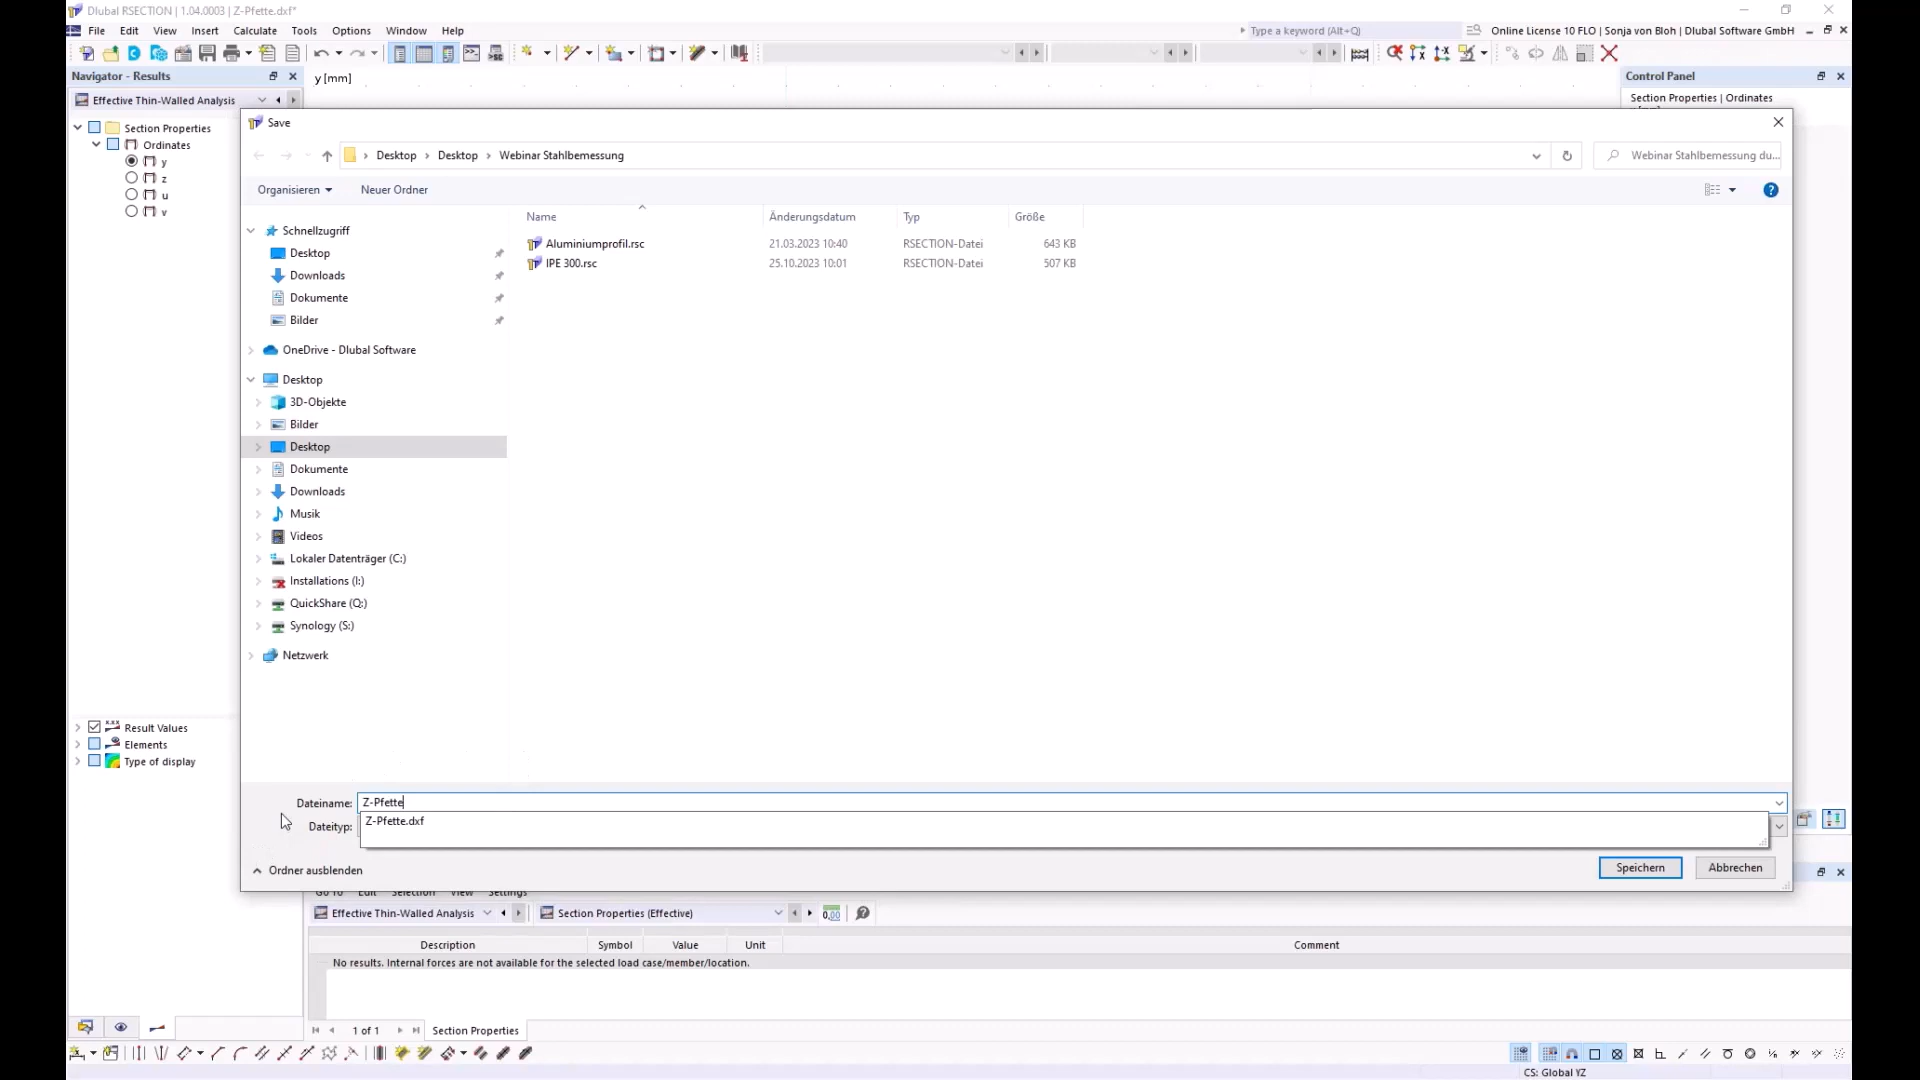 Dlubal RSECTION | 1.04.0003 | Z-Pfette.dxf*
File Edit View Insert Calculate Tools Options Window Help
Type a keyword (Alt+Q)
Online License 10 FLO | Sonja von Bloh | Dlubal Software GmbH
Navigator - Results
y [mm]
Control Panel
Effective Thin-Walled Analysis
Section Properties | Ordinates
Section Properties
Ordinates
y
z
u
v
Result Values
Elements
Type of display
Save
Desktop › Desktop › Webinar Stahlbemessung
Webinar Stahlbemessung du...
Organisieren
Neuer Ordner
Name Änderungsdatum Typ Größe
Aluminiumprofil.rsc 21.03.2023 10:40 RSECTION-Datei 643 KB
IPE 300.rsc 25.10.2023 10:01 RSECTION-Datei 507 KB
Schnellzugriff
Desktop
Downloads
Dokumente
Bilder
OneDrive - Dlubal Software
Desktop
3D-Objekte
Bilder
Desktop
Dokumente
Downloads
Musik
Videos
Lokaler Datenträger (C:)
Installations (I:)
QuickShare (Q:)
Synology (S:)
Netzwerk
Dateiname: Z-Pfette
Z-Pfette.dxf
Dateityp:
Ordner ausblenden
Speichern
Abbrechen
Go To Edit Selection View Settings
Effective Thin-Walled Analysis
Section Properties (Effective)
0,00
Description Symbol Value Unit Comment
No results. Internal forces are not available for the selected load case/member/location.
1 of 1
Section Properties
CS: Global YZ